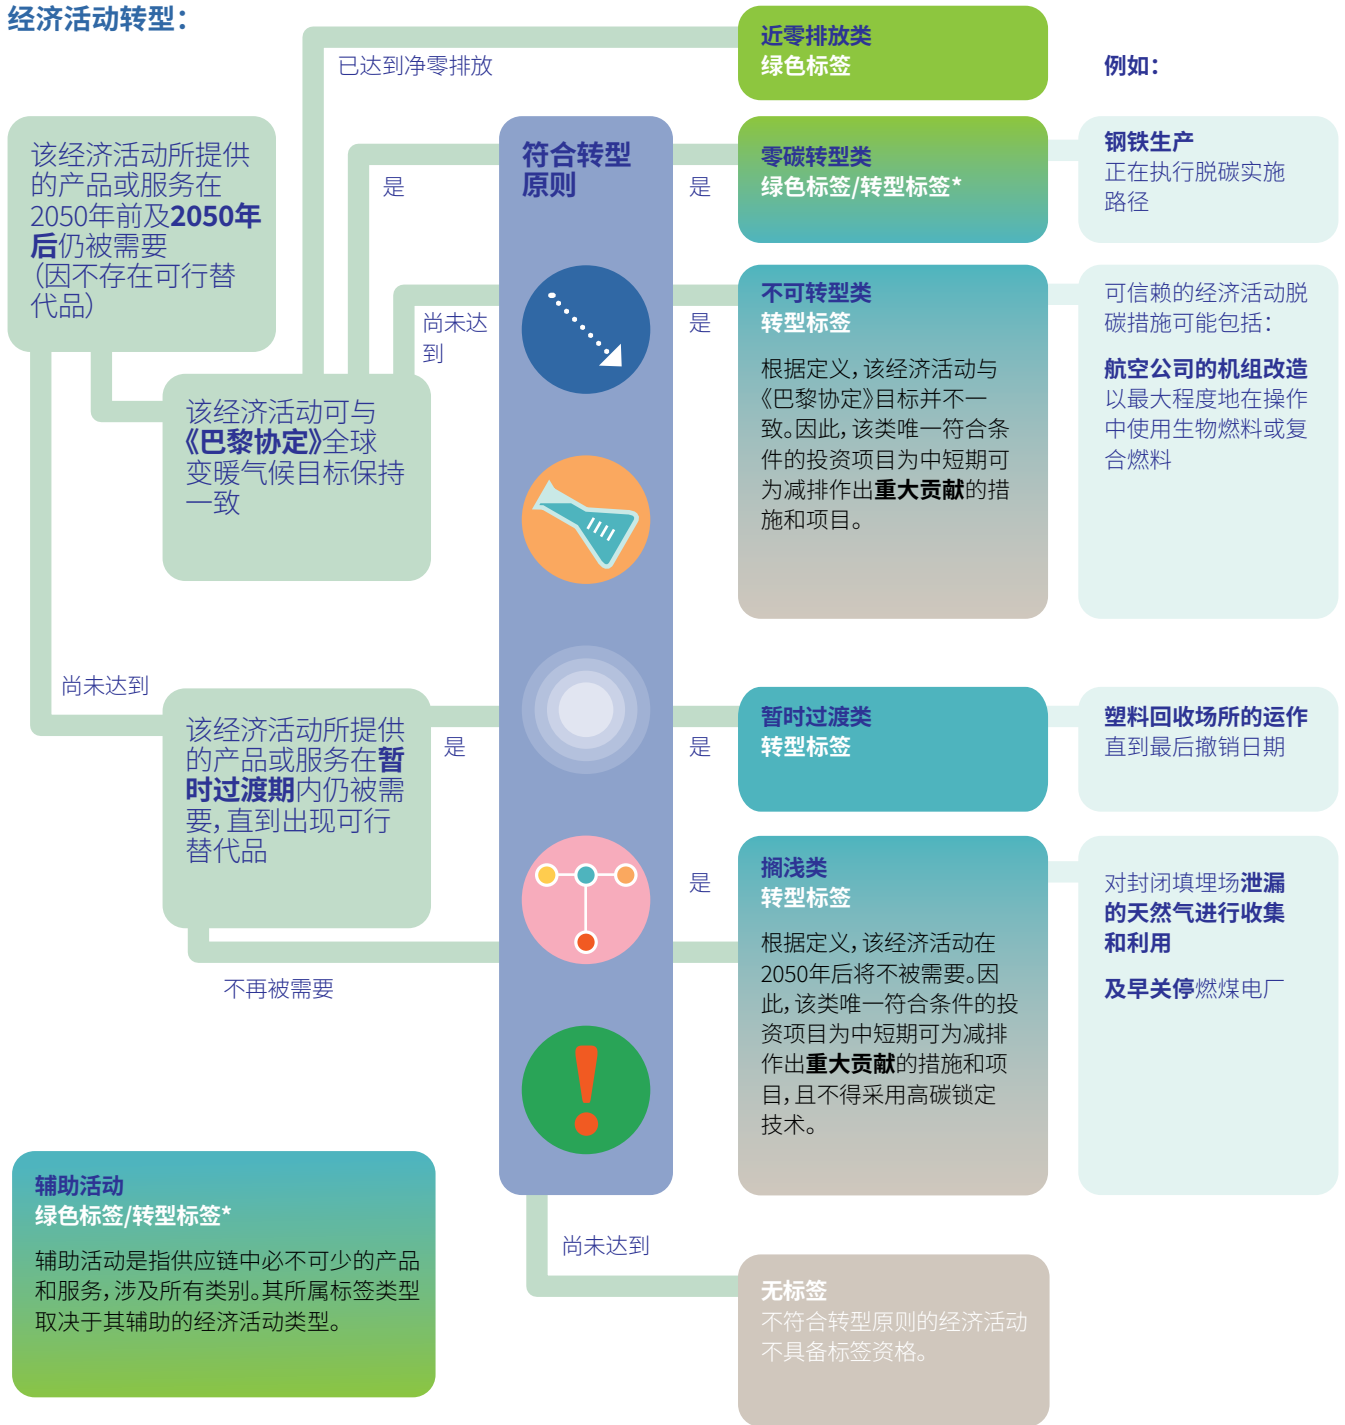 经济活动转型：
已达到净零排放
近零排放类
绿色标签
例如：
该经济活动所提供
的产品或服务在
2050年前及2050年
后仍被需要
（因不存在可行替
代品）
是
符合转型
原则
是
零碳转型类
绿色标签/转型标签*
钢铁生产
正在执行脱碳实施
路径
尚未达
到
是
不可转型类
转型标签
根据定义，该经济活动与
《巴黎协定》目标并不一
致。因此，该类唯一符合条
件的投资项目为中短期可
为减排作出重大贡献的措
施和项目。
可信赖的经济活动脱
碳措施可能包括：
航空公司的机组改造
以最大程度地在操作
中使用生物燃料或复
合燃料
该经济活动可与
《巴黎协定》全球
变暖气候目标保持
一致
尚未达到
该经济活动所提供
的产品或服务在暂
时过渡期内仍被需
要，直到出现可行
替代品
是
是
暂时过渡类
转型标签
塑料回收场所的运作
直到最后撤销日期
不再被需要
是
搁浅类
转型标签
根据定义，该经济活动在
2050年后将不被需要。因
此，该类唯一符合条件的投
资项目为中短期可为减排
作出重大贡献的措施和项
目，且不得采用高碳锁定
技术。
对封闭填埋场泄漏
的天然气进行收集
和利用
及早关停燃煤电厂
辅助活动
绿色标签/转型标签*
辅助活动是指供应链中必不可少的产品
和服务，涉及所有类别。其所属标签类型
取决于其辅助的经济活动类型。
尚未达到
无标签
不符合转型原则的经济活动
不具备标签资格。